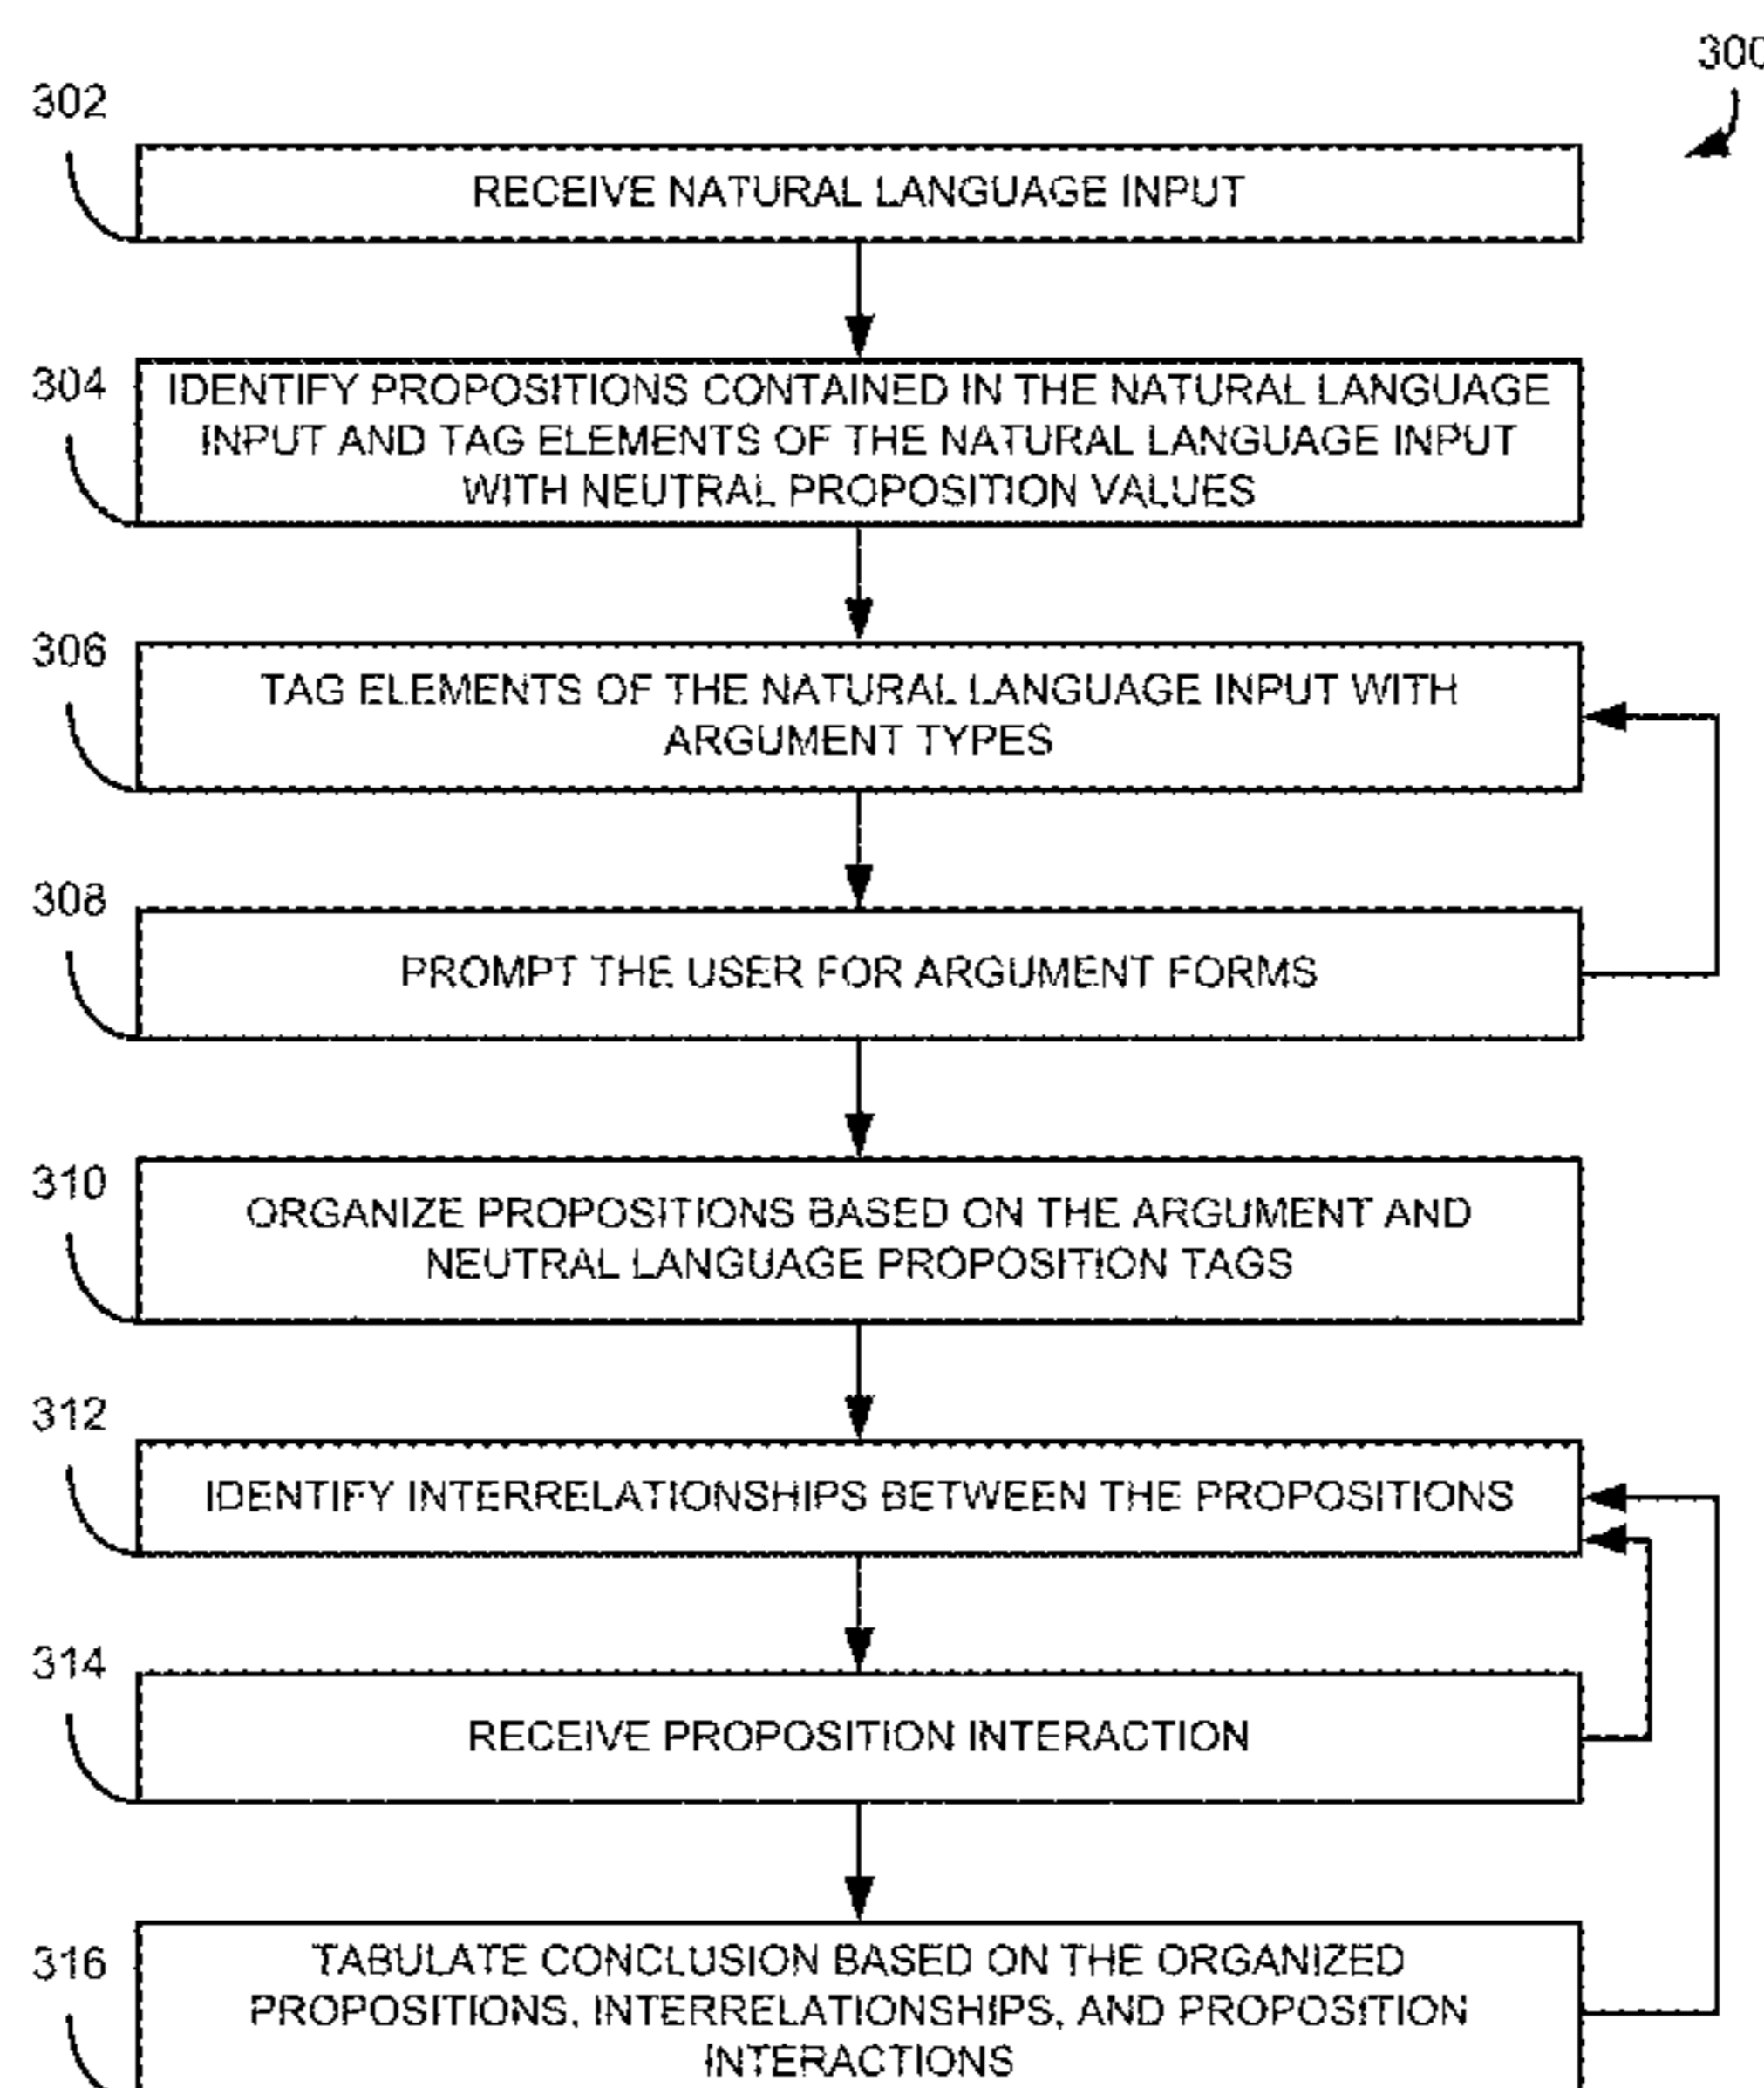 300
302
RECEIVE NATURAL LANGUAGE INPUT
304
IDENTIFY PROPOSITIONS CONTAINED IN THE NATURAL LANGUAGE
INPUT AND TAG ELEMENTS OF THE NATURAL LANGUAGE INPUT
WITH NEUTRAL PROPOSITION VALUES
306
TAG ELEMENTS OF THE NATURAL LANGUAGE INPUT WITH
ARGUMENT TYPES
308
PROMPT THE USER FOR ARGUMENT FORMS
310
ORGANIZE PROPOSITIONS BASED ON THE ARGUMENT AND
NEUTRAL LANGUAGE PROPOSITION TAGS
312
IDENTIFY INTERRELATIONSHIPS BETWEEN THE PROPOSITIONS
314
RECEIVE PROPOSITION INTERACTION
316
TABULATE CONCLUSION BASED ON THE ORGANIZED
PROPOSITIONS, INTERRELATIONSHIPS, AND PROPOSITION
INTERACTIONS